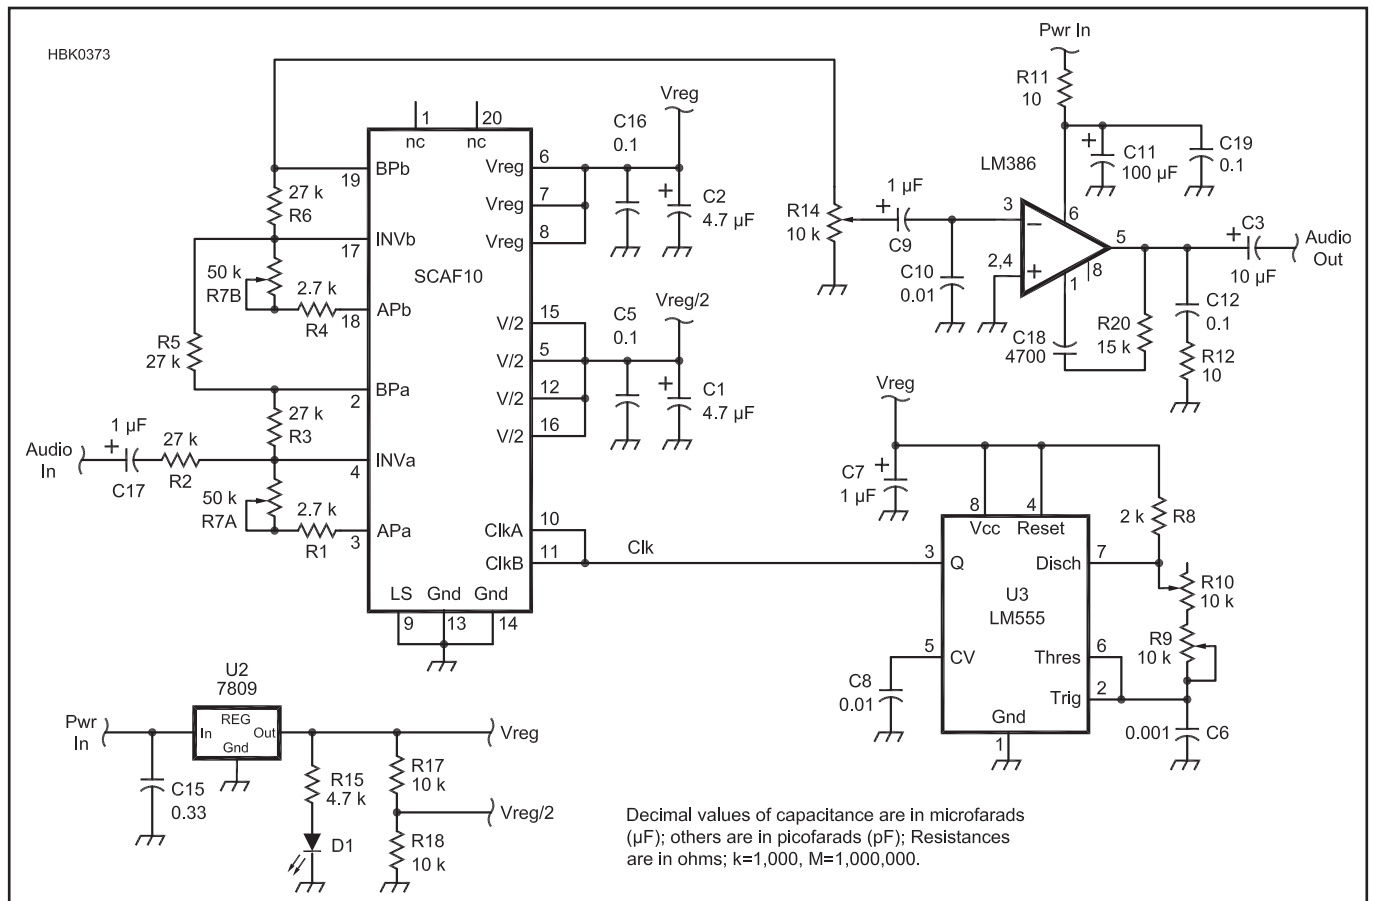 HBK0373
Pwr In
R11
10
1
20
nc
nc
Vreg
C16
0.1
BPb
19
Vreg
6
C2
4.7 µF
Vreg
7
Vreg
8
27 k
R6
INVb
17
SCAF10
50 k
R7B
2.7 k
R4
APb
18
R5
27 k
BPa
2
V/2
15
V/2
5
V/2
12
V/2
16
Vreg/2
C5
0.1
C1
4.7 µF
27 k
R3
Audio
In
1 µF
C17
27 k
R2
INVa
4
50 k
R7A
2.7 k
R1
APa
3
ClkA
10
ClkB
11
Clk
LS
Gnd
Gnd
9
13
14
LM386
C11
100 µF
C19
0.1
R14
10 k
1 µF
C9
C10
0.01
3
2,4
6
5
8
1
C3
10 µF
Audio
Out
C18
4700
R20
15 k
C12
0.1
R12
10
Vreg
C7
1 µF
8
4
Vcc
Reset
2 k
R8
3
Q
Disch
7
U3
LM555
R10
10 k
R9
10 k
5
CV
Thres
6
Trig
2
C8
0.01
Gnd
1
0.001
C6
U2
7809
Pwr
In
REG
In
Out
Gnd
C15
0.33
R15
4.7 k
D1
R17
10 k
R18
10 k
Vreg
Vreg/2
Decimal values of capacitance are in microfarads
(µF); others are in picofarads (pF); Resistances
are in ohms; k=1,000, M=1,000,000.
+
+
+
+
+
+
+
+
−
+